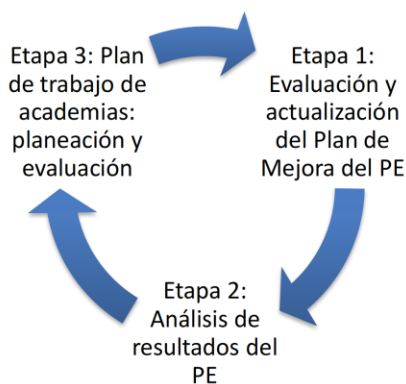 Etapa 3: Plan
de trabajo de
academias:
planeación y
evaluación
Etapa 1:
Evaluación y
actualización
del Plan de
Mejora del PE
Etapa 2:
Análisis de
resultados del
PE